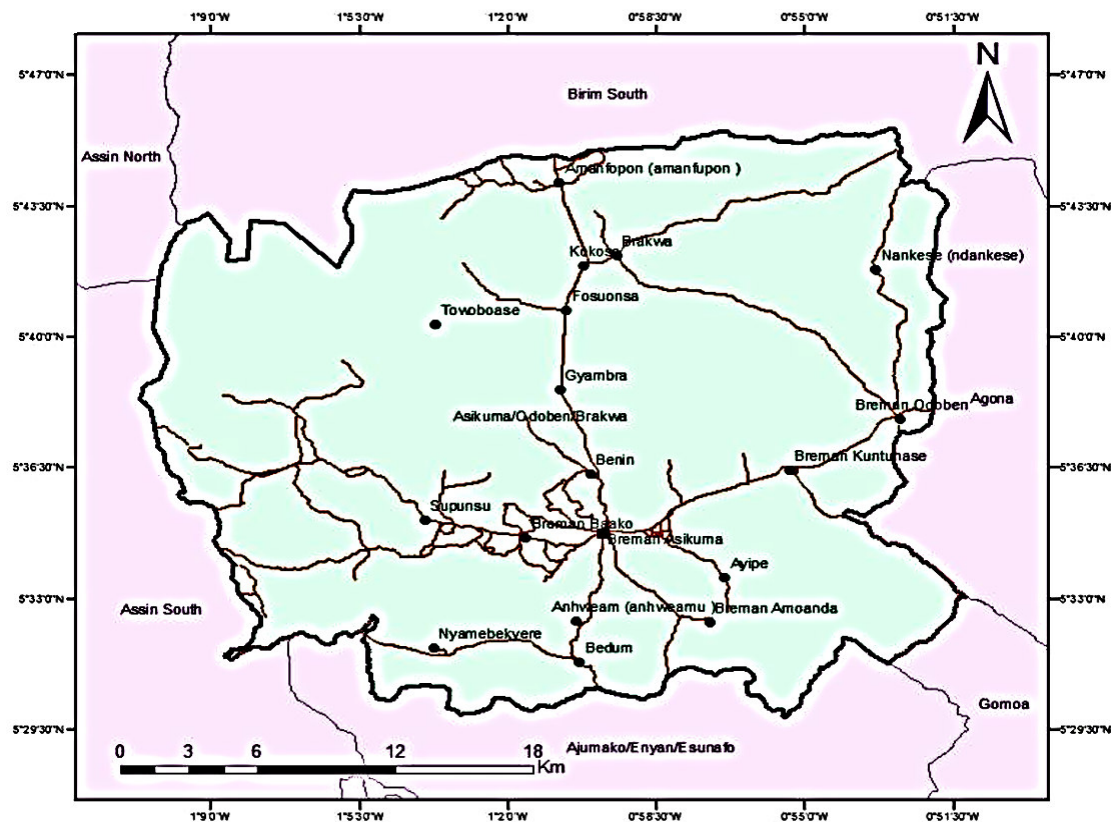 1°9'0"W 1°5'30"W 1°2'0"W 0°58'30"W 0°55'0"W 0°51'30"W
5°47'0"N 5°47'0"N
N
Birim South
Assin North
Amanfopon (amanfupon )
5°43'30"N 5°43'30"N
Brakwa
Kokoso
Nankese (ndankese)
Fosuonsa
Towoboase
5°40'0"N 5°40'0"N
Gyambra
Breman Odoben
Agona
Asikuma/Odoben/Brakwa
Benin
Breman Kuntunase
5°36'30"N 5°36'30"N
Supunsu
Breman Baako
Breman Asikuma
Ayipe
5°33'0"N 5°33'0"N
Assin South
Anhweam (anhweamu )
Breman Amoanda
Nyamebekyere
Bedum
Gomoa
5°29'30"N 5°29'30"N
Ajumako/Enyan/Esunafo
0 3 6 12 18
Km
1°9'0"W 1°5'30"W 1°2'0"W 0°58'30"W 0°55'0"W 0°51'30"W